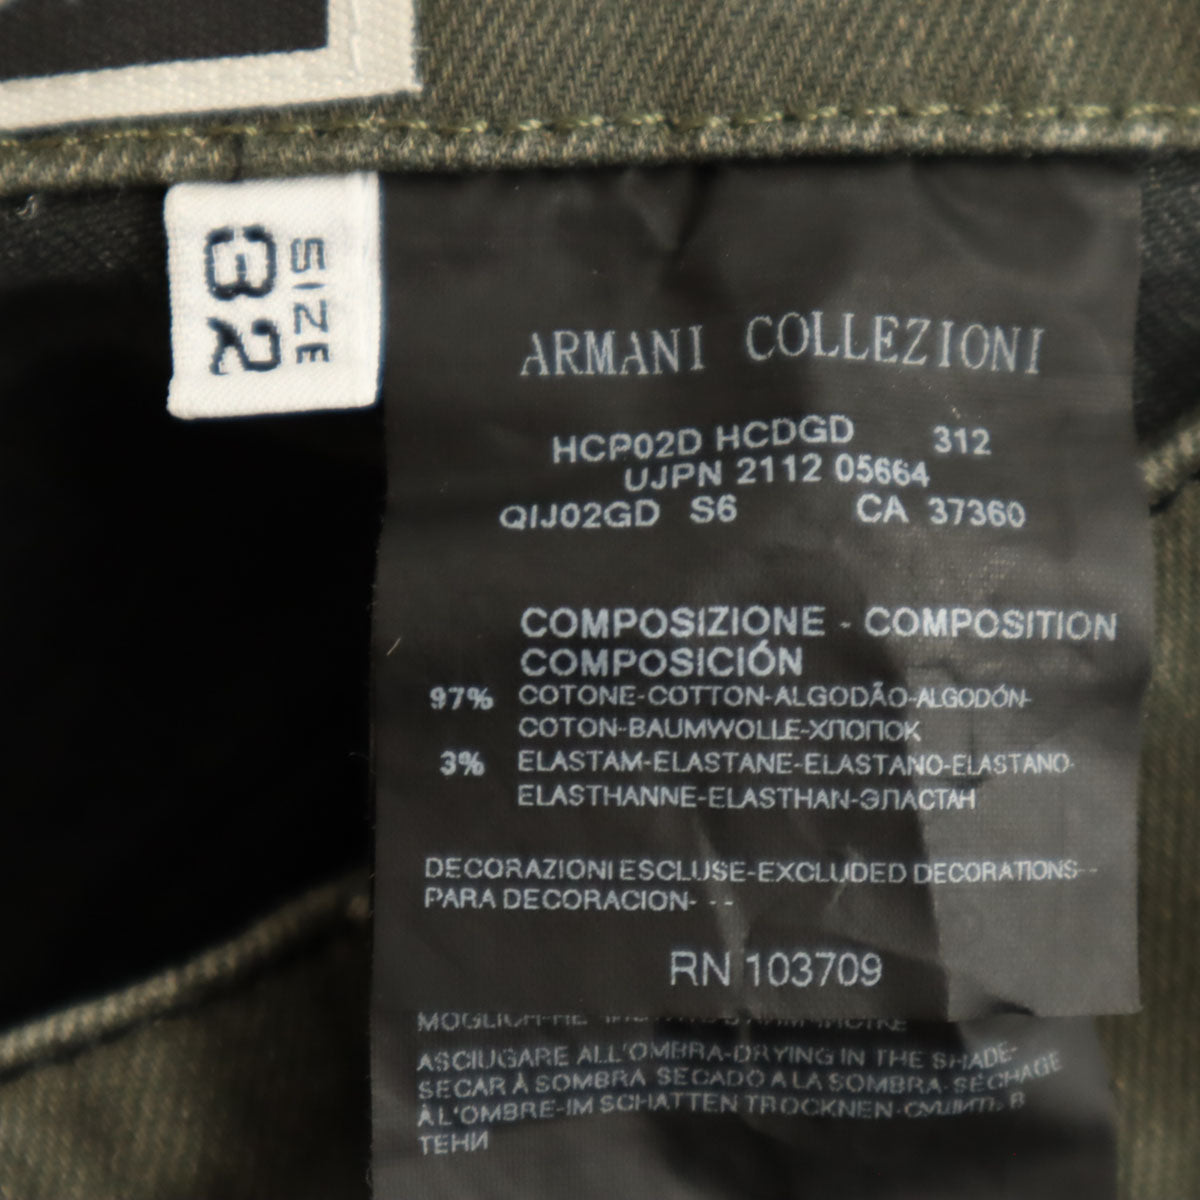 SIZE
32
ARMANI COLLEZIONI
HCP02D HCDGD 312
UJPN 2112 05664
QIJ02GD S6 CA 37360
COMPOSIZIONE - COMPOSITION
COMPOSICIÓN
97% COTONE-COTTON-ALGODÃO-ALGODÓN-
COTON-BAUMWOLLE-ХЛОПОК
3% ELASTAM-ELASTANE-ELASTANO-ELASTANO-
ELASTHANNE-ELASTHAN-ЭЛАСТАН
DECORAZIONI ESCLUSE-EXCLUDED DECORATIONS--
PARA DECORACION- --
RN 103709
ASCIUGARE ALL'OMBRA-DRYING IN THE SHADE-
SECAR À SOMBRA SECADO A LA SOMBRA-SÉCHAGE
À L'OMBRE-IM SCHATTEN TROCKNEN-СУШИТЬ В
ТЕНИ